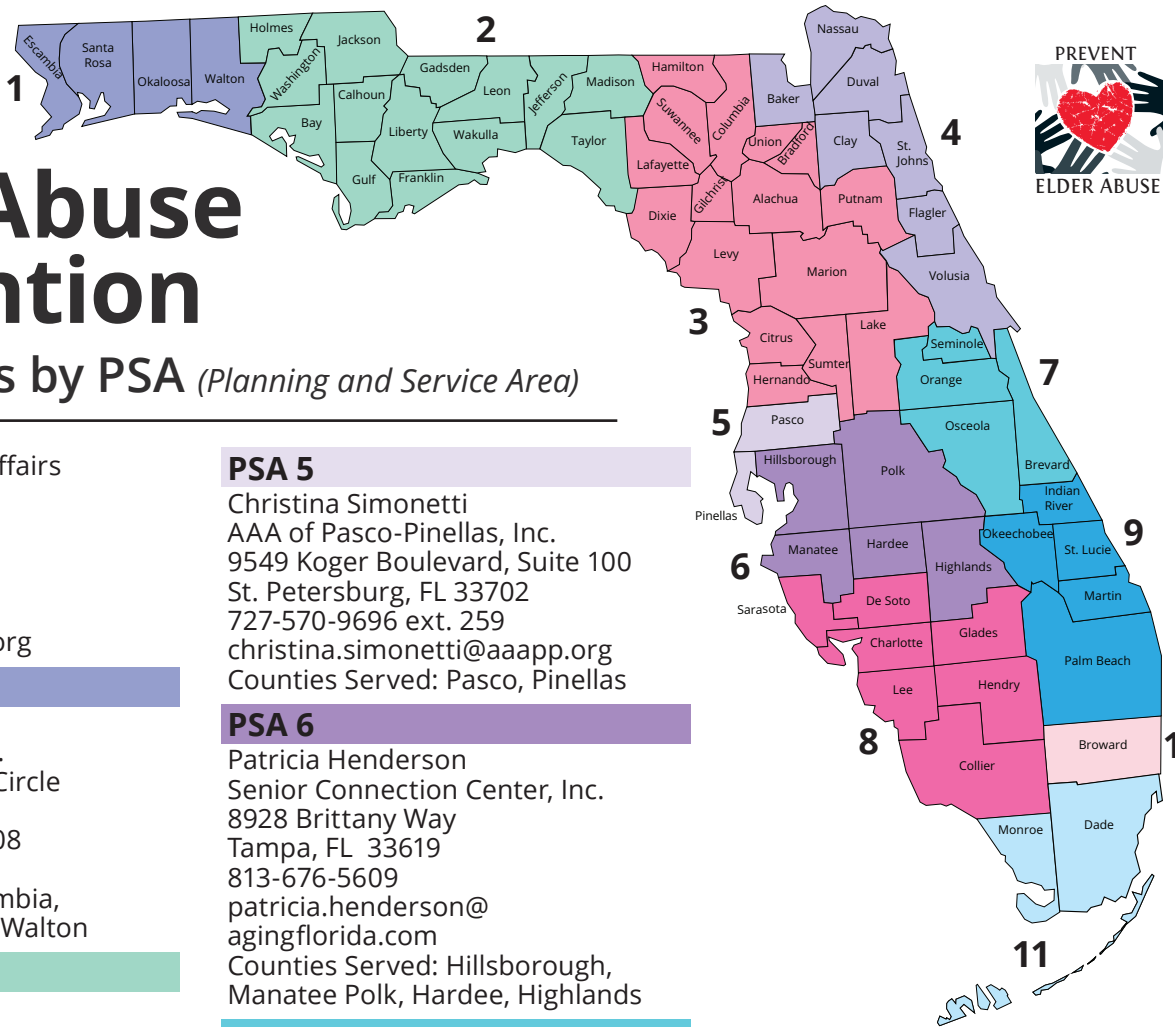 PREVENT
ELDER ABUSE
1
2
4
3
5
7
6
9
8
1
11
Escambia
Santa
Rosa
Okaloosa
Walton
Holmes
Jackson
Washington
Bay
Calhoun
Gulf
Gadsden
Liberty
Franklin
Leon
Wakulla
Jefferson
Madison
Taylor
Hamilton
Suwannee
Columbia
Lafayette
Dixie
Gilchrist
Union
Bradford
Alachua
Putnam
Levy
Marion
Citrus
Hernando
Sumter
Lake
Nassau
Duval
Baker
Clay
St.
Johns
Flagler
Volusia
Seminole
Orange
Osceola
Brevard
Pasco
Pinellas
Hillsborough
Polk
Manatee
Hardee
Highlands
Indian
River
Okeechobee
St. Lucie
Martin
Palm Beach
Sarasota
De Soto
Charlotte
Glades
Lee
Hendry
Collier
Broward
Monroe
Dade
Abuse
ntion
s by PSA (Planning and Service Area)
ffairs
org
.
Circle
08
mbia,
Walton
PSA 5
Christina Simonetti
AAA of Pasco-Pinellas, Inc.
9549 Koger Boulevard, Suite 100
St. Petersburg, FL 33702
727-570-9696 ext. 259
christina.simonetti@aaapp.org
Counties Served: Pasco, Pinellas
PSA 6
Patricia Henderson
Senior Connection Center, Inc.
8928 Brittany Way
Tampa, FL 33619
813-676-5609
patricia.henderson@
agingflorida.com
Counties Served: Hillsborough,
Manatee Polk, Hardee, Highlands